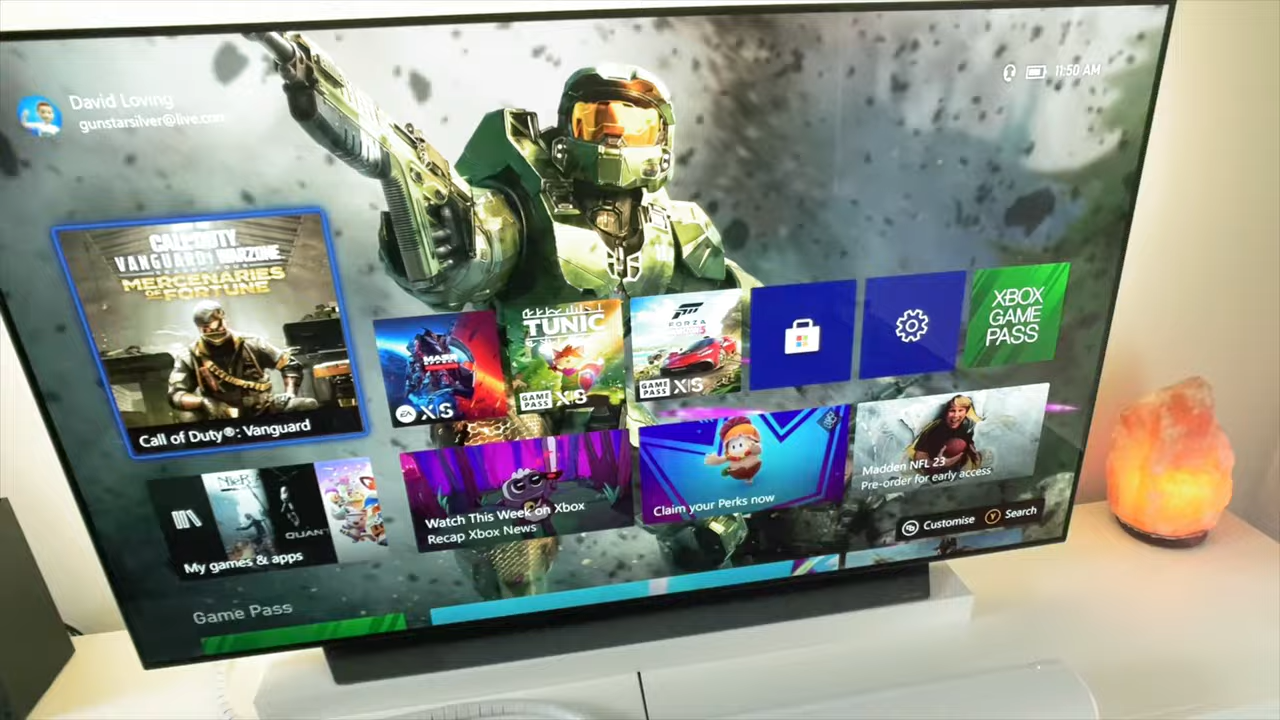 David Loving
gunstarsilver@live.com
11:50 AM
CALL OF DUTY
VANGUARD | WARZONE
MERCENARIES
OF FORTUNE
Call of Duty®: Vanguard
MASS
EA X|S
TUNIC
GAME PASS X|S
FORZA
GAME PASS X|S
XBOX
GAME
PASS
My games & apps
NieR
QUANT
Watch This Week on Xbox
Recap Xbox News
Claim your Perks now
Madden NFL 23
Pre-order for early access
Customise
Y Search
Game Pass